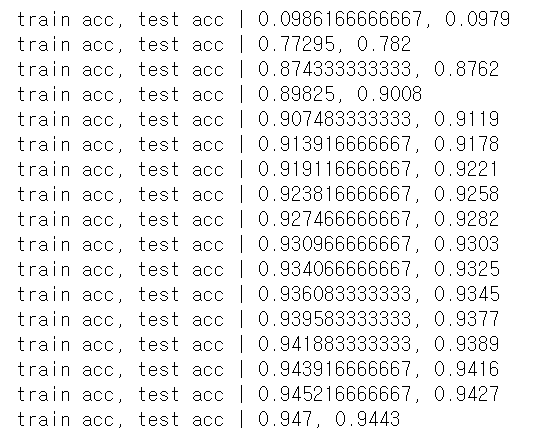 train acc, test acc | 0.0986166666667, 0.0979
train acc, test acc | 0.77295, 0.782
train acc, test acc | 0.874333333333, 0.8762
train acc, test acc | 0.89825, 0.9008
train acc, test acc | 0.907483333333, 0.9119
train acc, test acc | 0.913916666667, 0.9178
train acc, test acc | 0.919116666667, 0.9221
train acc, test acc | 0.923816666667, 0.9258
train acc, test acc | 0.927466666667, 0.9282
train acc, test acc | 0.930966666667, 0.9303
train acc, test acc | 0.934066666667, 0.9325
train acc, test acc | 0.936083333333, 0.9345
train acc, test acc | 0.939583333333, 0.9377
train acc, test acc | 0.941883333333, 0.9389
train acc, test acc | 0.943916666667, 0.9416
train acc, test acc | 0.945216666667, 0.9427
train acc, test acc | 0.947, 0.9443